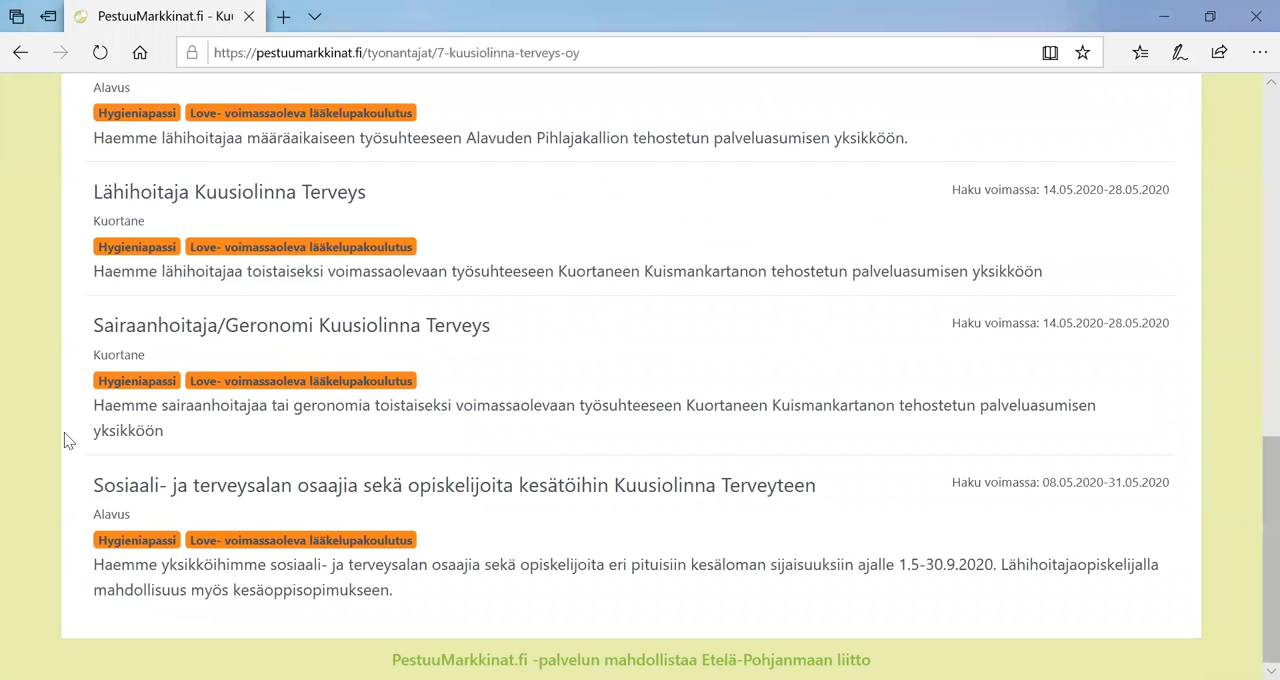 PestuuMarkkinat.fi - Kuu
https://pestuumarkkinat.fi/tyonantajat/7-kuusiolinna-terveys-oy
Alavus
Hygieniapassi Love- voimassaoleva lääkelupakoulutus
Haemme lähihoitajaa määräaikaiseen työsuhteeseen Alavuden Pihlajakallion tehostetun palveluasumisen yksikköön.
Lähihoitaja Kuusiolinna Terveys Haku voimassa: 14.05.2020-28.05.2020
Kuortane
Hygieniapassi Love- voimassaoleva lääkelupakoulutus
Haemme lähihoitajaa toistaiseksi voimassaolevaan työsuhteeseen Kuortaneen Kuismankartanon tehostetun palveluasumisen yksikköön
Sairaanhoitaja/Geronomi Kuusiolinna Terveys Haku voimassa: 14.05.2020-28.05.2020
Kuortane
Hygieniapassi Love- voimassaoleva lääkelupakoulutus
Haemme sairaanhoitajaa tai geronomia toistaiseksi voimassaolevaan työsuhteeseen Kuortaneen Kuismankartanon tehostetun palveluasumisen
yksikköön
Sosiaali- ja terveysalan osaajia sekä opiskelijoita kesätöihin Kuusiolinna Terveyteen Haku voimassa: 08.05.2020-31.05.2020
Alavus
Hygieniapassi Love- voimassaoleva lääkelupakoulutus
Haemme yksikköihimme sosiaali- ja terveysalan osaajia sekä opiskelijoita eri pituisiin kesäloman sijaisuuksiin ajalle 1.5-30.9.2020. Lähihoitajaopiskelijalla
mahdollisuus myös kesäoppisopimukseen.
PestuuMarkkinat.fi -palvelun mahdollistaa Etelä-Pohjanmaan liitto